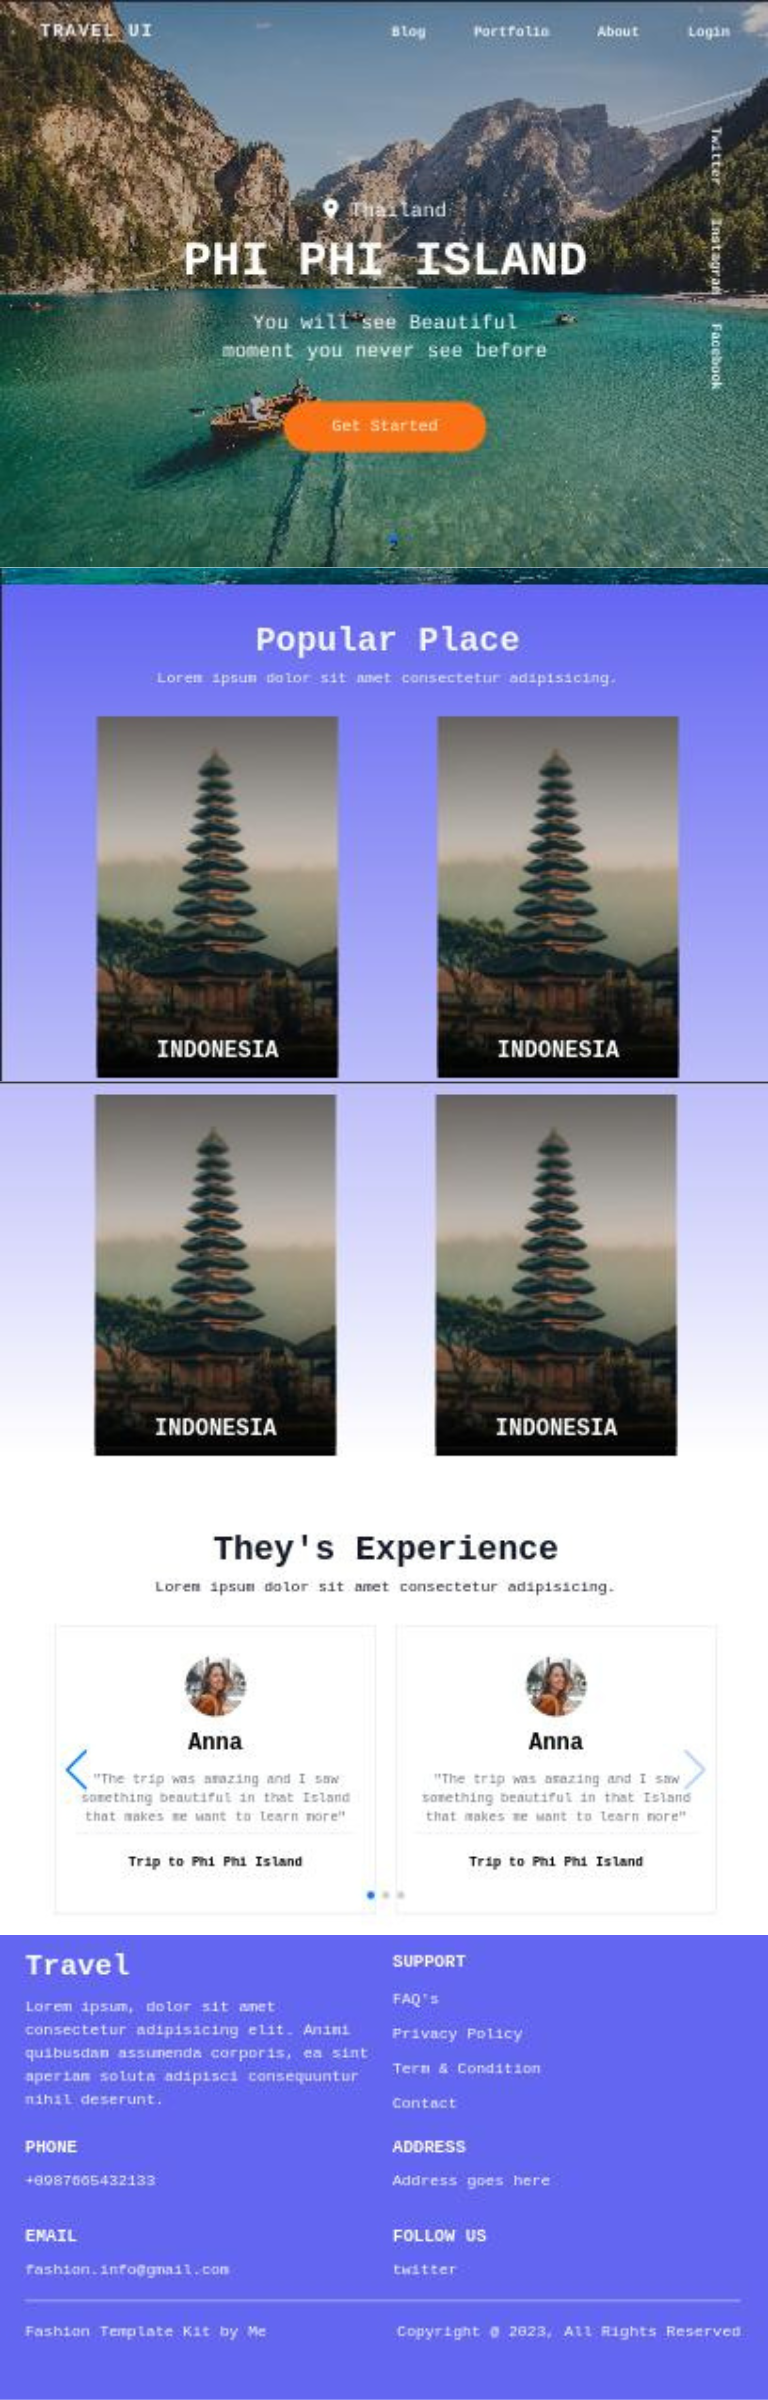 TRAVEL UI
Blog Portfolio About Login
Twitter
Instagram
Facebook
Thailand
PHI PHI ISLAND
You will see Beautiful
moment you never see before
Get Started
2
Popular Place
Lorem ipsum dolor sit amet consectetur adipisicing.
INDONESIA INDONESIA
INDONESIA INDONESIA
They's Experience
Lorem ipsum dolor sit amet consectetur adipisicing.
Anna
"The trip was amazing and I saw
something beautiful in that Island
that makes me want to learn more"
Trip to Phi Phi Island
Anna
"The trip was amazing and I saw
something beautiful in that Island
that makes me want to learn more"
Trip to Phi Phi Island
Travel
Lorem ipsum, dolor sit amet
consectetur adipisicing elit. Animi
quibusdam assumenda corporis, ea sint
aperiam soluta adipisci consequuntur
nihil deserunt.
SUPPORT
FAQ's
Privacy Policy
Term & Condition
Contact
PHONE
+0987665432133
ADDRESS
Address goes here
EMAIL
fashion.info@gmail.com
FOLLOW US
twitter
Fashion Template Kit by Me
Copyright @ 2023, All Rights Reserved